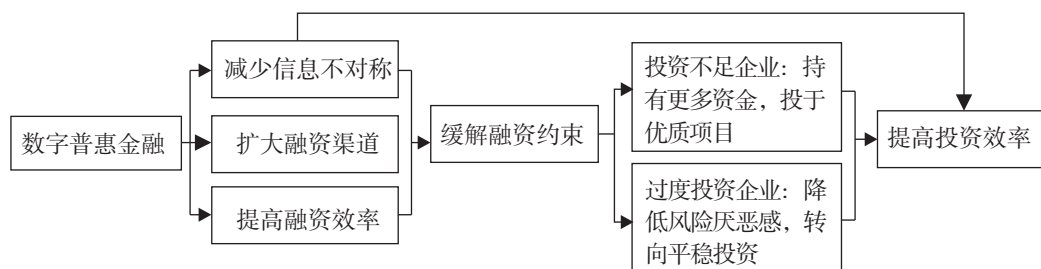 数字普惠金融
减少信息不对称
扩大融资渠道
提高融资效率
缓解融资约束
投资不足企业：持
有更多资金，投于
优质项目
过度投资企业：降
低风险厌恶感，转
向平稳投资
提高投资效率